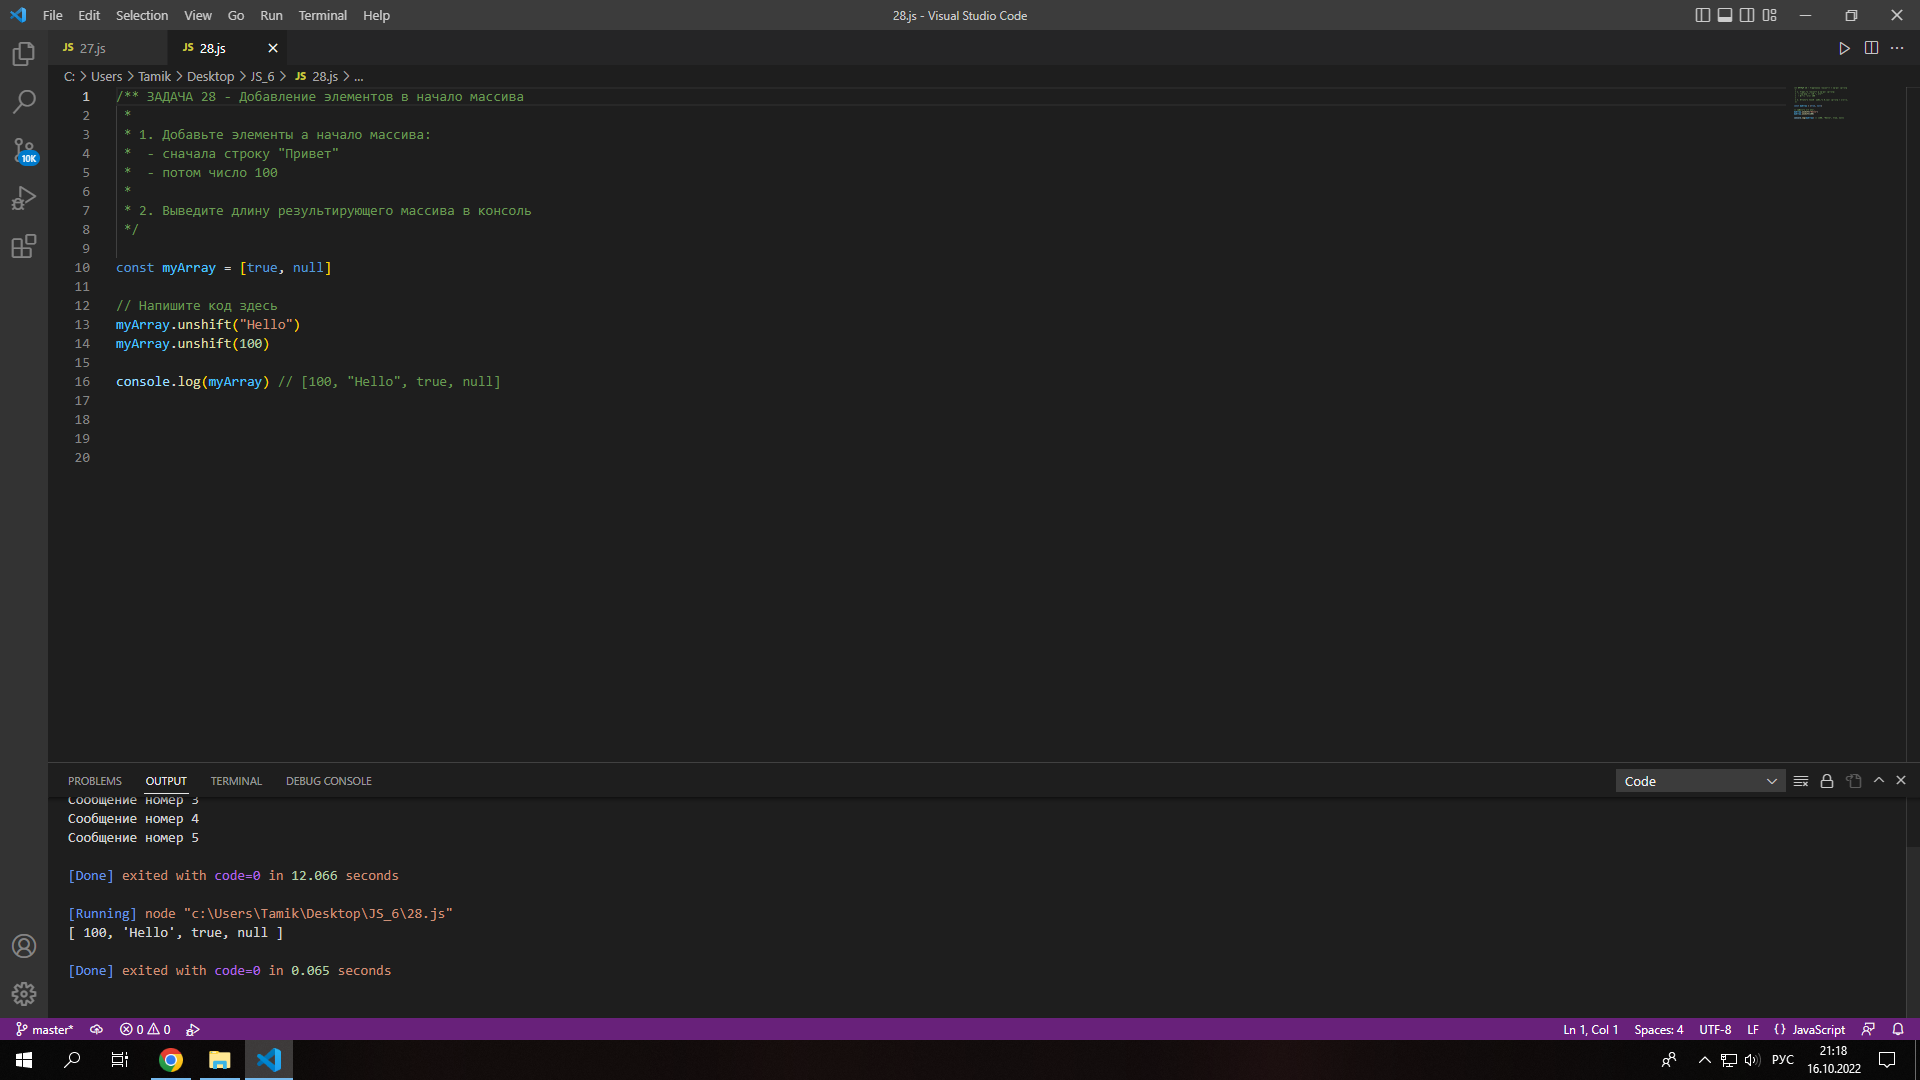 File Edit Selection View Go Run Terminal Help
28.js - Visual Studio Code
JS 27.js
JS 28.js
C: > Users > Tamik > Desktop > JS_6 > JS 28.js > ...
1 /** ЗАДАЧА 28 - Добавление элементов в начало массива
2  *
3  * 1. Добавьте элементы а начало массива:
4  *  - сначала строку "Привет"
5  *  - потом число 100
6  *
7  * 2. Выведите длину результирующего массива в консоль
8  */
9
10 const myArray = [true, null]
11
12 // Напишите код здесь
13 myArray.unshift("Hello")
14 myArray.unshift(100)
15
16 console.log(myArray) // [100, "Hello", true, null]
17
18
19
20
10K
PROBLEMS OUTPUT TERMINAL DEBUG CONSOLE
Code
Сообщение номер 3
Сообщение номер 4
Сообщение номер 5
[Done] exited with code=0 in 12.066 seconds
[Running] node "c:\Users\Tamik\Desktop\JS_6\28.js"
[ 100, 'Hello', true, null ]
[Done] exited with code=0 in 0.065 seconds
master* 0 0
Ln 1, Col 1 Spaces: 4 UTF-8 LF {} JavaScript
РУС
21:18
16.10.2022